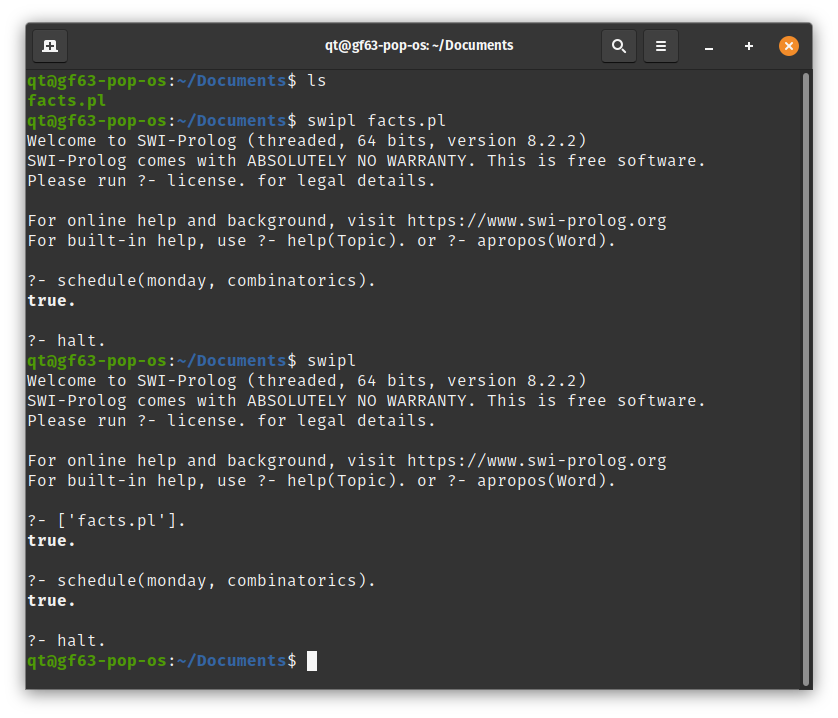 qt@gf63-pop-os: ~/Documents
qt@gf63-pop-os:~/Documents$ ls
facts.pl
qt@gf63-pop-os:~/Documents$ swipl facts.pl
Welcome to SWI-Prolog (threaded, 64 bits, version 8.2.2)
SWI-Prolog comes with ABSOLUTELY NO WARRANTY. This is free software.
Please run ?- license. for legal details.
For online help and background, visit https://www.swi-prolog.org
For built-in help, use ?- help(Topic). or ?- apropos(Word).
?- schedule(monday, combinatorics).
true.
?- halt.
qt@gf63-pop-os:~/Documents$ swipl
Welcome to SWI-Prolog (threaded, 64 bits, version 8.2.2)
SWI-Prolog comes with ABSOLUTELY NO WARRANTY. This is free software.
Please run ?- license. for legal details.
For online help and background, visit https://www.swi-prolog.org
For built-in help, use ?- help(Topic). or ?- apropos(Word).
?- ['facts.pl'].
true.
?- schedule(monday, combinatorics).
true.
?- halt.
qt@gf63-pop-os:~/Documents$